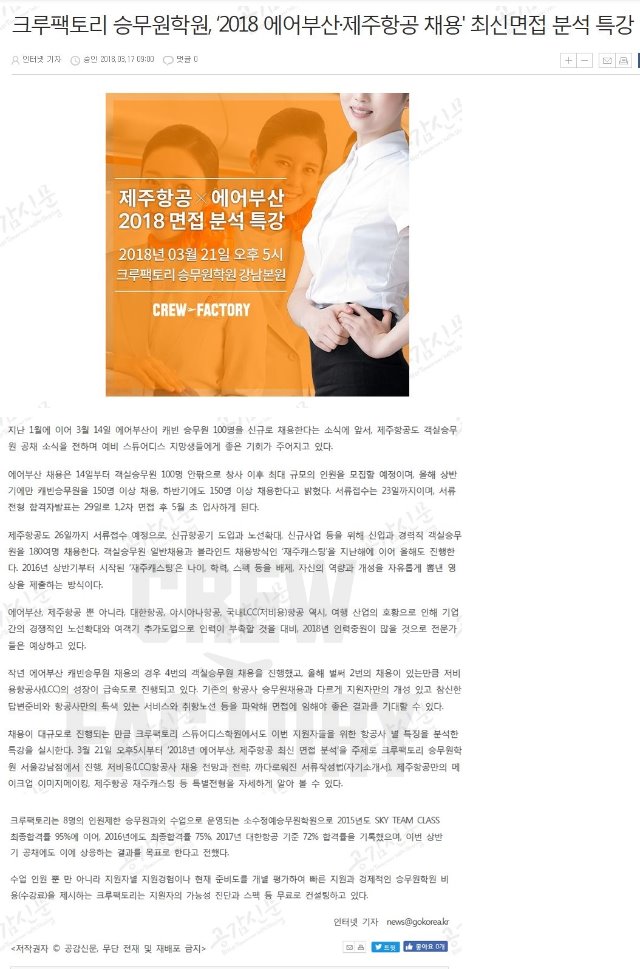 크루팩토리 승무원학원, ‘2018 에어부산·제주항공 채용' 최신면접 분석 특강
인터넷 기자 승인 2018.03.17 09:00 댓글 0
제주항공 × 에어부산
2018 면접 분석 특강
2018년 03월 21일 오후 5시
크루팩토리 승무원학원 강남본원
CREW FACTORY
지난 1월에 이어 3월 14일 에어부산이 캐빈 승무원 100명을 신규로 채용한다는 소식에 앞서, 제주항공도 객실승무
원 공채 소식을 전하며 예비 스튜어디스 지망생들에게 좋은 기회가 주어지고 있다.
에어부산 채용은 14일부터 객실승무원 100명 안팎으로 창사 이후 최대 규모의 인원을 모집할 예정이며, 올해 상반
기에만 캐빈승무원을 150명 이상 채용, 하반기에도 150명 이상 채용한다고 밝혔다. 서류접수는 23일까지이며, 서류
전형 합격자발표는 29일로 1,2차 면접 후 5월 초 입사하게 된다.
제주항공도 26일까지 서류접수 예정으로, 신규항공기 도입과 노선확대, 신규사업 등을 위해 신입과 경력직 객실승무
원을 180여명 채용한다. 객실승무원 일반채용과 블라인드 채용방식인 '재주캐스팅'을 지난해에 이어 올해도 진행한
다. 2016년 상반기부터 시작된 '재주캐스팅'은 나이, 학력, 스펙 등을 배제, 자신의 역량과 개성을 자유롭게 뽐낸 영
상을 제출하는 방식이다.
에어부산, 제주항공 뿐 아니라, 대한항공, 아시아나항공, 국내LCC(저비용)항공 역시, 여행 산업의 호황으로 인해 기업
간의 경쟁적인 노선확대와 여객기 추가도입으로 인력이 부족할 것을 대비, 2018년 인력충원이 많을 것으로 전문가
들은 예상하고 있다.
작년 에어부산 캐빈승무원 채용의 경우 4번의 객실승무원 채용을 진행했고, 올해 벌써 2번의 채용이 있는만큼 저비
용항공사(LCC)의 성장이 급속도로 진행되고 있다. 기존의 항공사 승무원채용과 다르게 지원자만의 개성 있고 참신한
답변준비와 항공사만의 특색 있는 서비스와 취항노선 등을 파악해 면접에 임해야 좋은 결과를 기대할 수 있다.
채용이 대규모로 진행되는 만큼 크루팩토리 스튜어디스학원에서도 이번 지원자들을 위한 항공사 별 특징을 분석한
특강을 실시한다. 3월 21일 오후5시부터 '2018년 에어부산, 제주항공 최신 면접 분석'을 주제로 크루팩토리 승무원학
원 서울강남점에서 진행, 저비용(LCC)항공사 채용 전망과 전략, 까다로워진 서류작성법(자기소개서), 제주항공만의 메
이크업 이미지메이킹, 제주항공 재주캐스팅 등 특별전형을 자세하게 알아 볼 수 있다.
크루팩토리는 8명의 인원제한 승무원과외 수업으로 운영되는 소수정예승무원학원으로 2015년도 SKY TEAM CLASS
최종합격률 95%에 이어, 2016년에도 최종합격률 75%, 2017년 대한항공 기준 72% 합격률을 기록했으며, 이번 상반
기 공채에도 이에 상응하는 결과를 목표로 한다고 전했다.
수업 인원 뿐 만 아니라 지원자별 지원경험이나 현재 준비도를 개별 평가하여 빠른 지원과 경제적인 승무원학원 비
용(수강료)을 제시하는 크루팩토리는 지원자의 가능성 진단과 스펙 등 무료로 컨설팅하고 있다.
인터넷 기자 news@gokorea.kr
<저작권자 © 공감신문, 무단 전재 및 재배포 금지>
트윗 좋아요 0개
CREW
FACTORY
공감신문